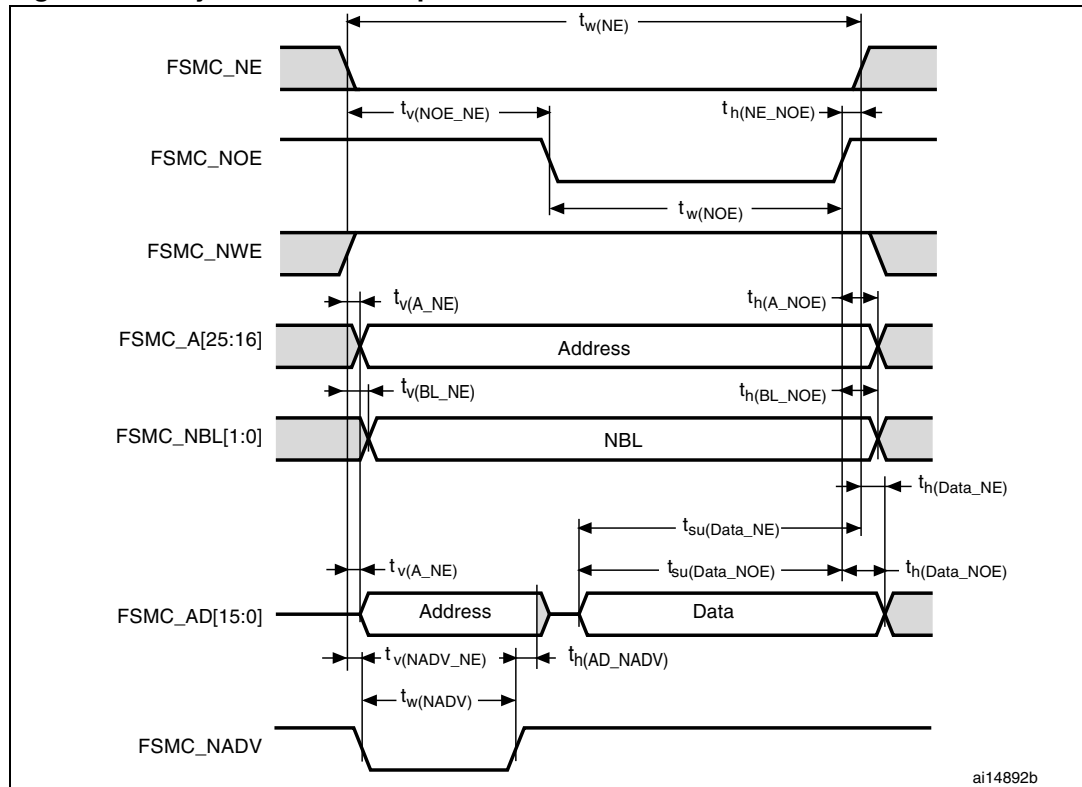 tw(NE)
FSMC_NE
tv(NOE_NE)
th(NE_NOE)
FSMC_NOE
tw(NOE)
FSMC_NWE
tv(A_NE)
th(A_NOE)
FSMC_A[25:16]
Address
tv(BL_NE)
th(BL_NOE)
FSMC_NBL[1:0]
NBL
th(Data_NE)
tsu(Data_NE)
tv(A_NE)
tsu(Data_NOE)
th(Data_NOE)
FSMC_AD[15:0]
Address
Data
tv(NADV_NE)
th(AD_NADV)
tw(NADV)
FSMC_NADV
ai14892b